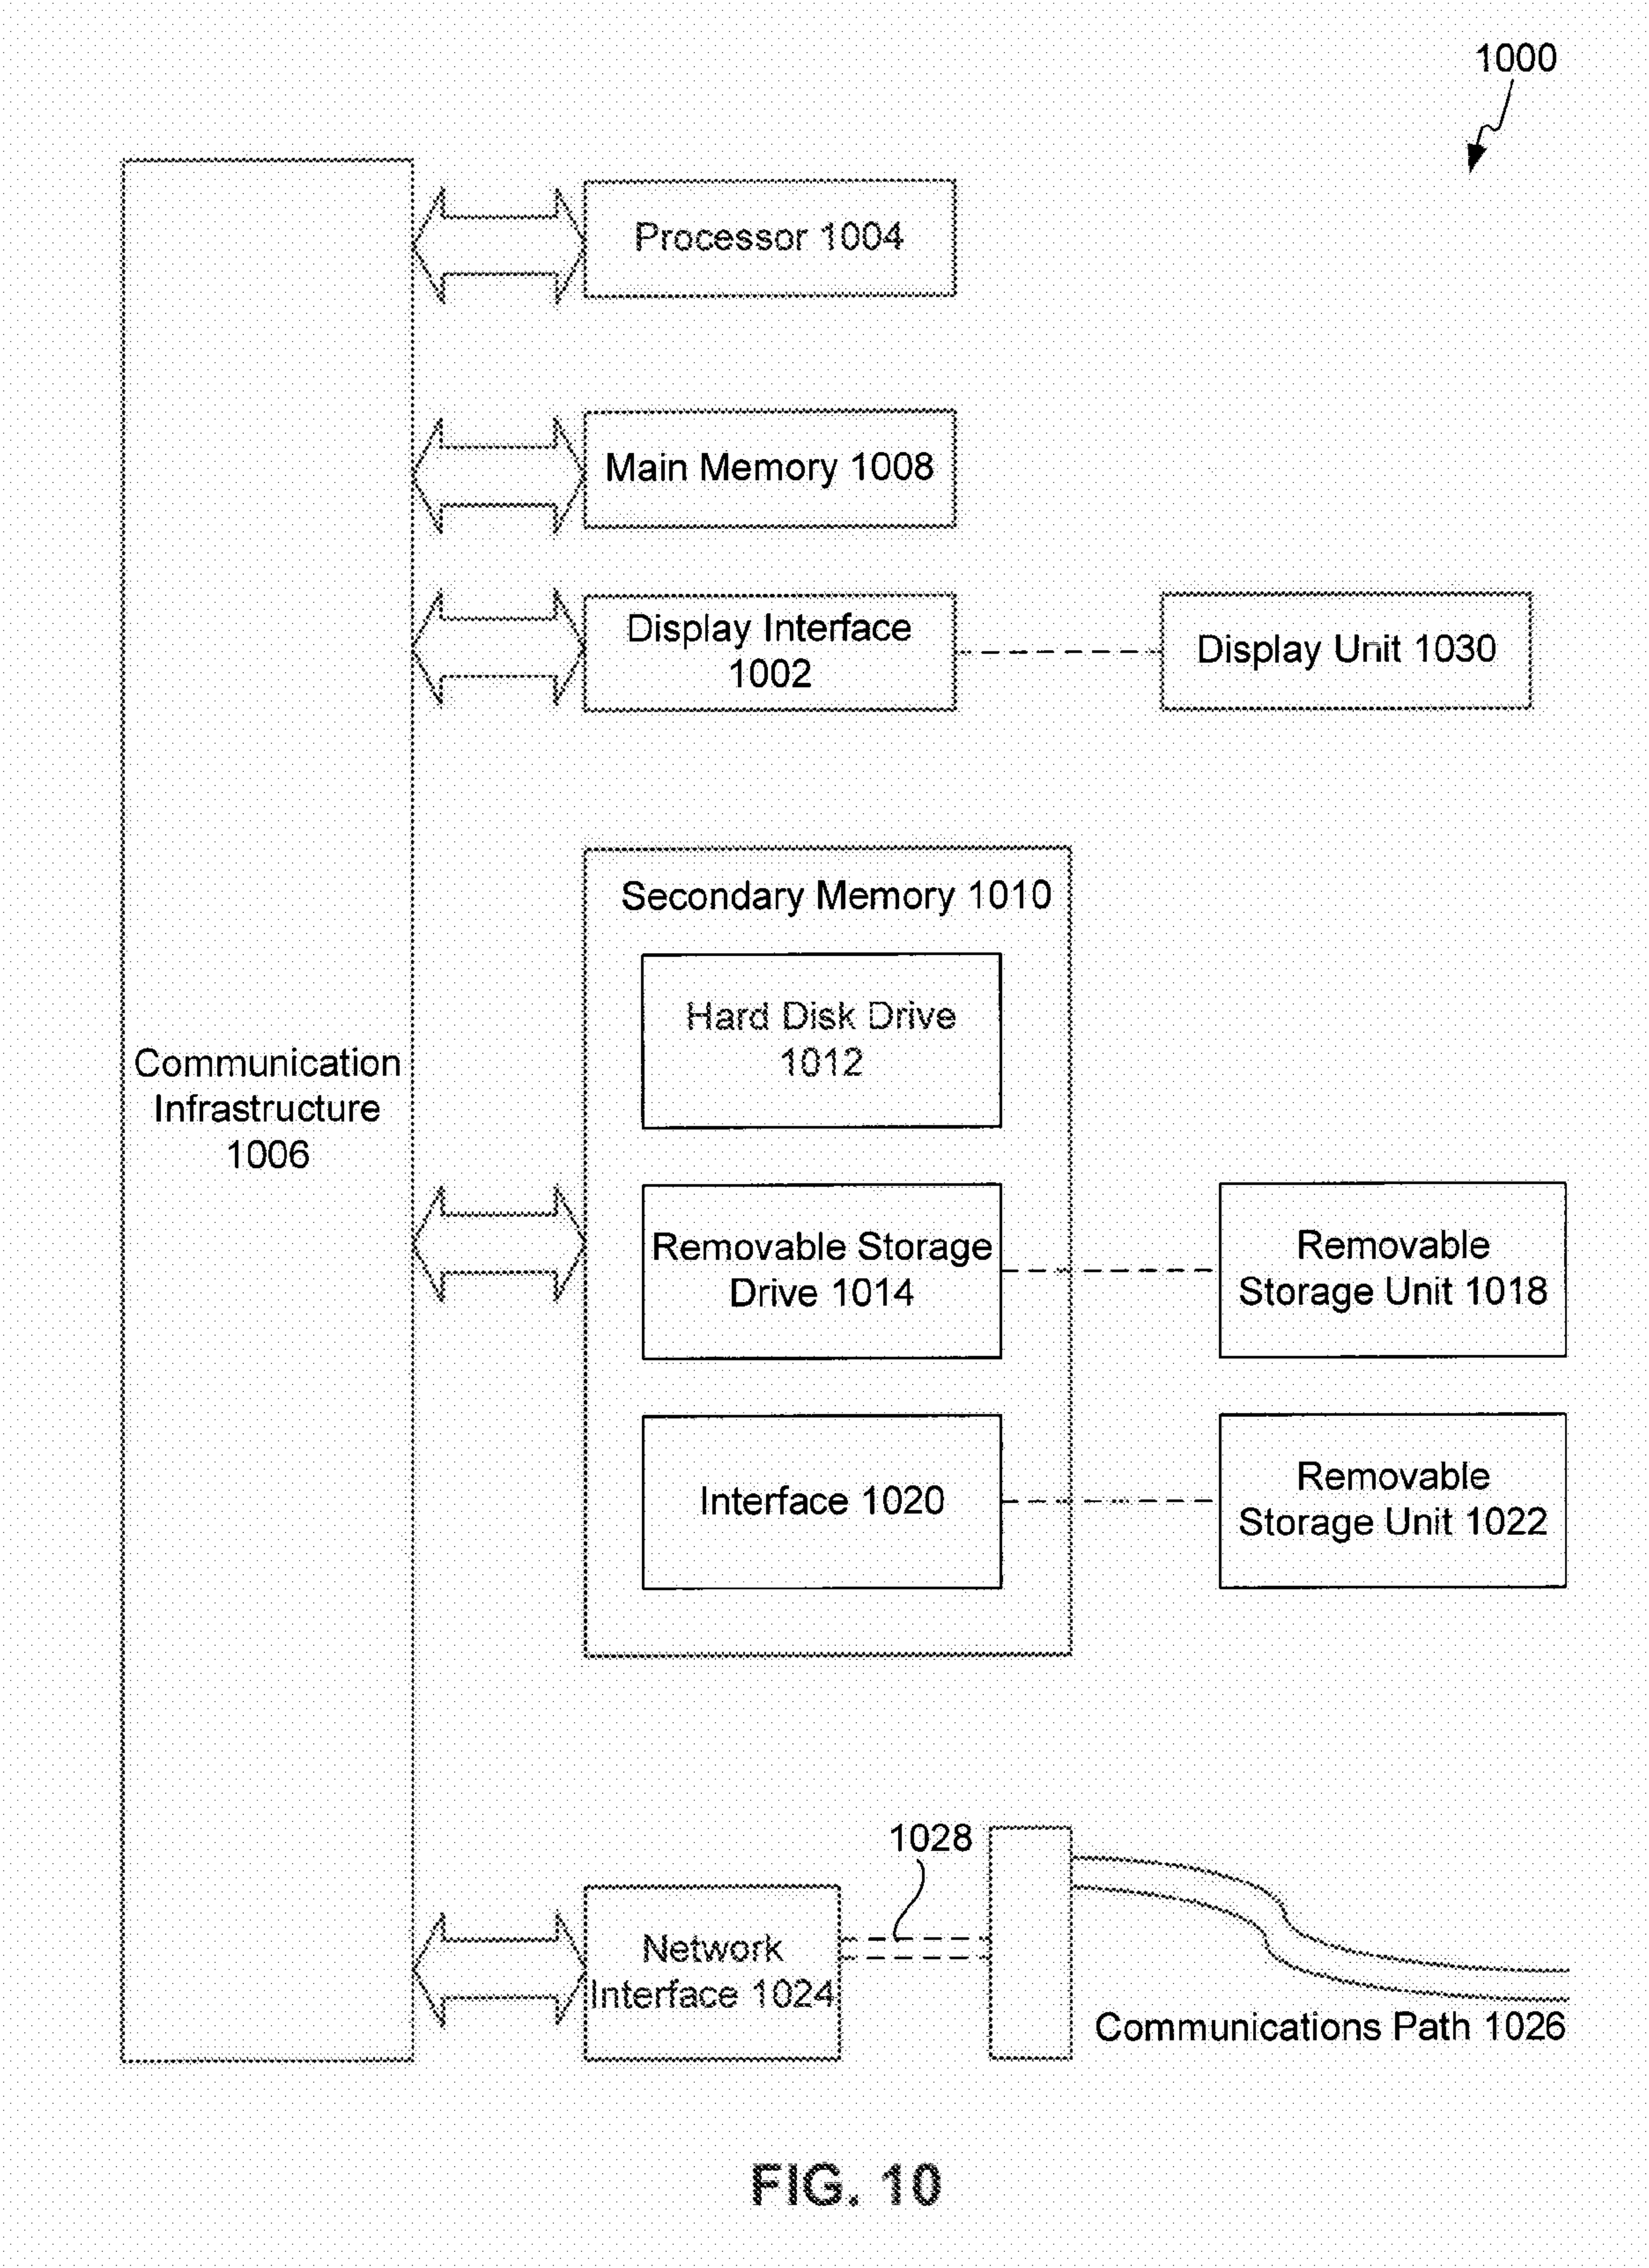 1000
Processor 1004
Main Memory 1008
Display Interface
1002
Display Unit 1030
Secondary Memory 1010
Hard Disk Drive
1012
Communication
Infrastructure
1006
Removable Storage
Drive 1014
Removable
Storage Unit 1018
Interface 1020
Removable
Storage Unit 1022
1028
Network
Interface 1024
Communications Path 1026
FIG. 10